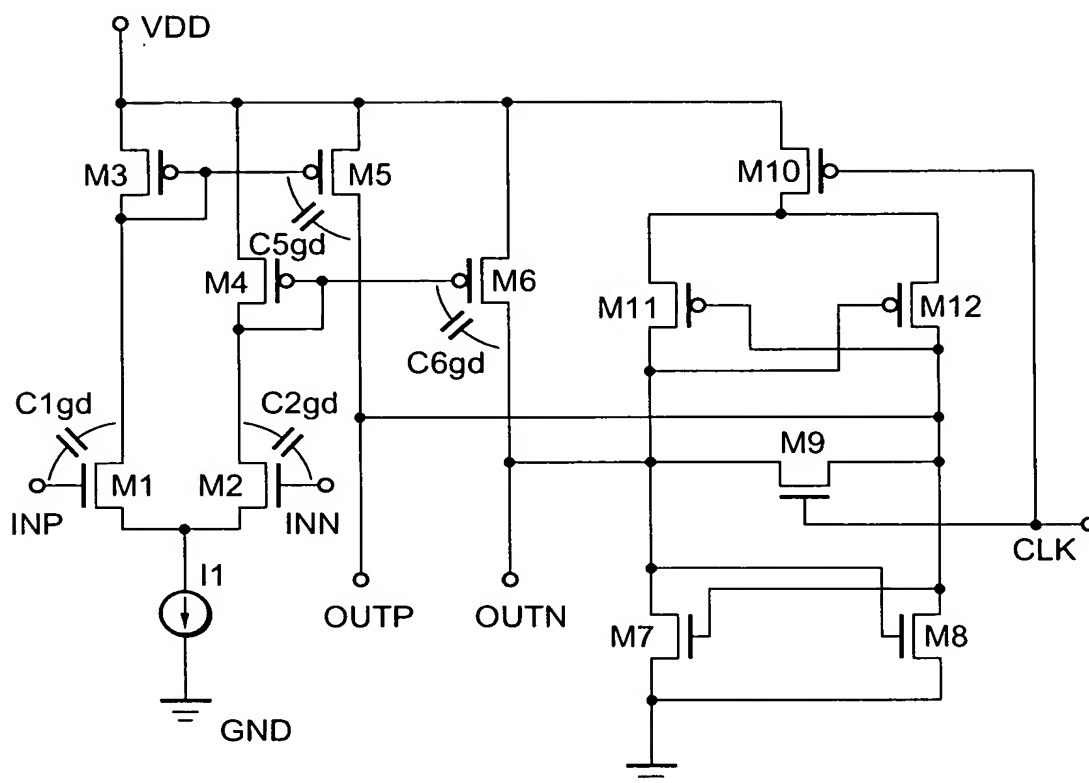 VDD
M3
M5
M10
C5gd
M4
M6
M11
M12
C6gd
C1gd
C2gd
M9
M1
M2
INP
INN
CLK
I1
OUTP
OUTN
M7
M8
GND